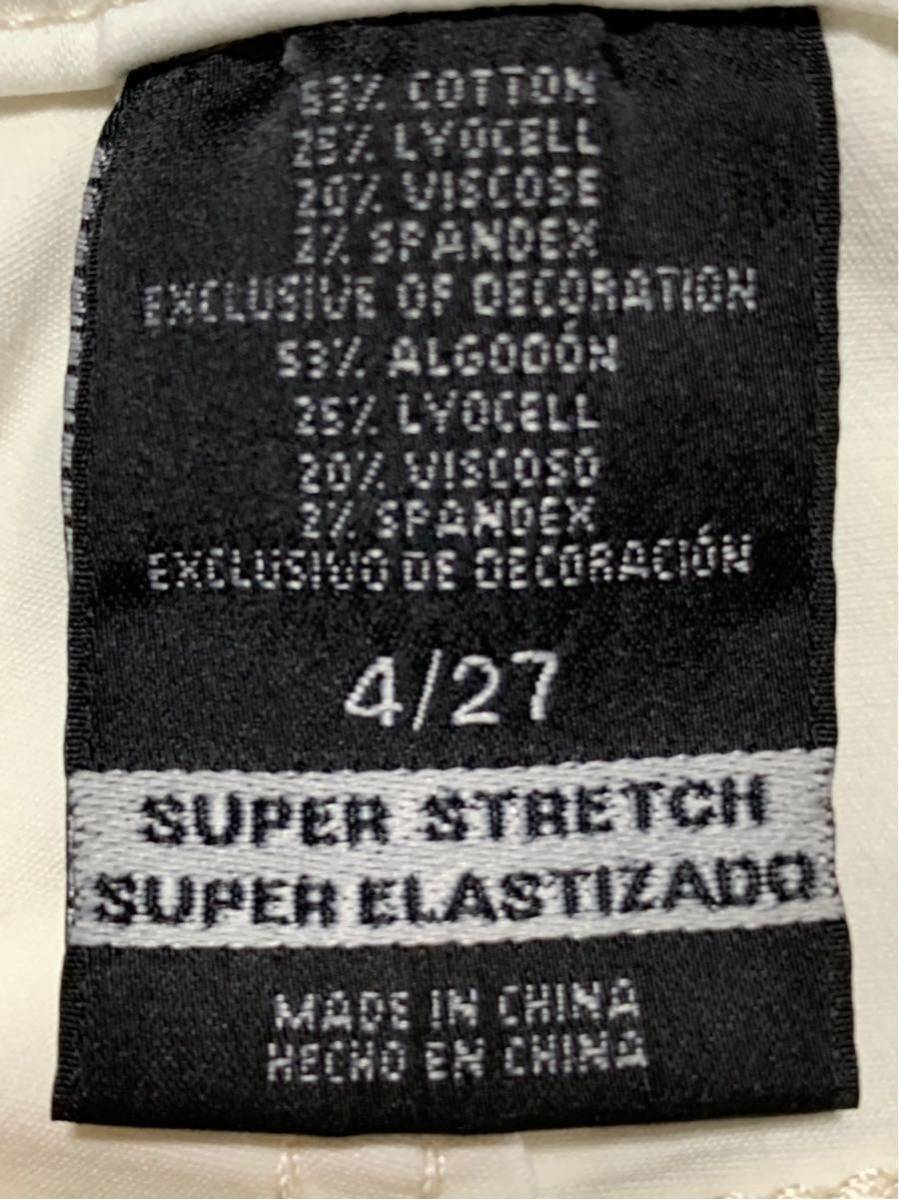 53% COTTON
25% LYOCELL
20% VISCOSE
2% SPANDEX
EXCLUSIVE OF DECORATION
53% ALGODÓN
25% LYOCELL
20% VISCOSO
2% SPANDEX
EXCLUSIVO DE DECORACIÓN
4/27
SUPER STRETCH
SUPER ELASTIZADO
MADE IN CHINA
HECHO EN CHINA